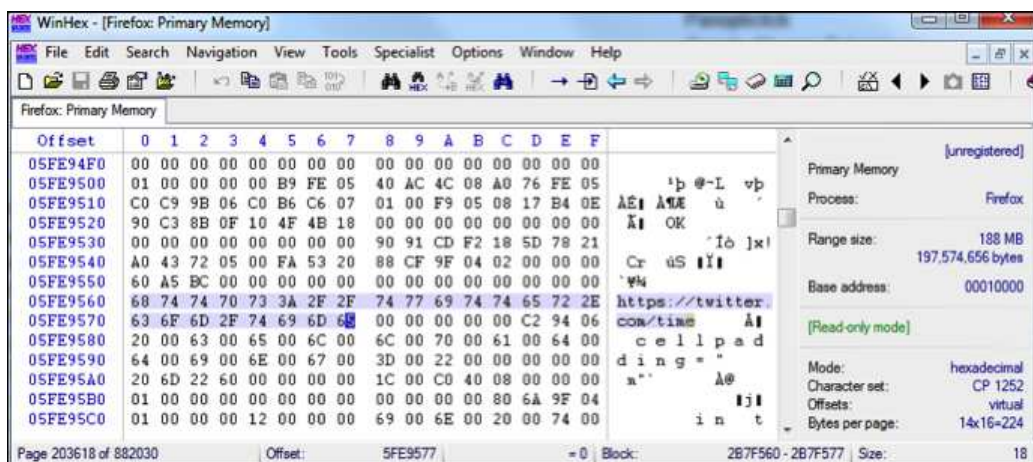 WinHex - [Firefox: Primary Memory]
File Edit Search Navigation View Tools Specialist Options Window Help
Firefox: Primary Memory
Offset 0 1 2 3 4 5 6 7 8 9 A B C D E F
05FE94F0 00 00 00 00 00 00 00 00 00 00 00 00 00 00 00 00
05FE9500 01 00 00 00 00 B9 FE 05 40 AC 4C 08 A0 76 FE 05
05FE9510 C0 C9 9B 06 C0 B6 C6 07 01 00 F9 05 08 17 B4 0E
05FE9520 90 C3 8B 0F 10 4F 4B 18 00 00 00 00 00 00 00 00
05FE9530 00 00 00 00 00 00 00 00 90 91 CD F2 18 5D 78 21
05FE9540 A0 43 72 05 00 FA 53 20 88 CF 9F 04 02 00 00 00
05FE9550 60 A5 BC 00 00 00 00 00 00 00 00 00 00 00 00 00
05FE9560 68 74 74 70 73 3A 2F 2F 74 77 69 74 74 65 72 2E https://twitter.
05FE9570 63 6F 6D 2F 74 69 6D 65 00 00 00 00 00 C2 94 06 com/time
05FE9580 20 00 63 00 65 00 6C 00 6C 00 70 00 61 00 64 00 c e l l p a d
05FE9590 64 00 69 00 6E 00 67 00 3D 00 22 00 00 00 00 00 d i n g = "
05FE95A0 20 6D 22 60 00 00 00 00 1C 00 C0 40 08 00 00 00
05FE95B0 01 00 00 00 00 00 00 00 00 00 00 00 80 6A 9F 04
05FE95C0 01 00 00 00 12 00 00 00 69 00 6E 00 20 00 74 00 i n t
[unregistered]
Primary Memory
Process: Firefox
Range size: 188 MB
197,574,656 bytes
Base address: 00010000
[Read-only mode]
Mode: hexadecimal
Character set: CP 1252
Offsets: virtual
Bytes per page: 14x16=224
Page 203618 of 882030 Offset: 5FE9577 = 0 Block: 2B7F560 - 2B7F577 Size: 18